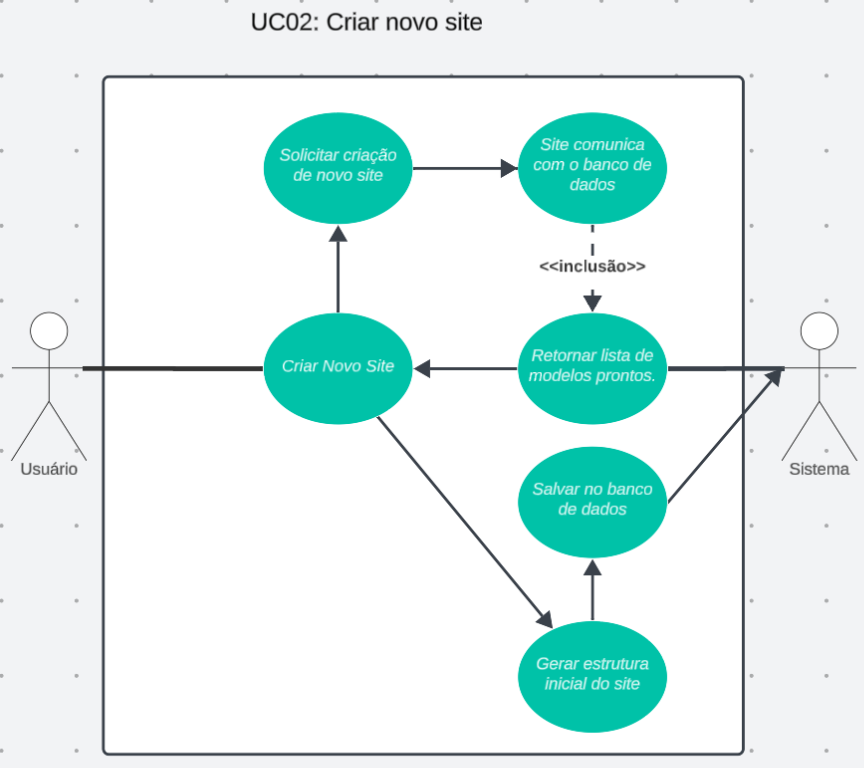 UC02: Criar novo site
Solicitar criação
de novo site
Site comunica
com o banco de
dados
<<inclusão>>
Criar Novo Site
Retornar lista de
modelos prontos.
Usuário
Sistema
Salvar no banco
de dados
Gerar estrutura
inicial do site